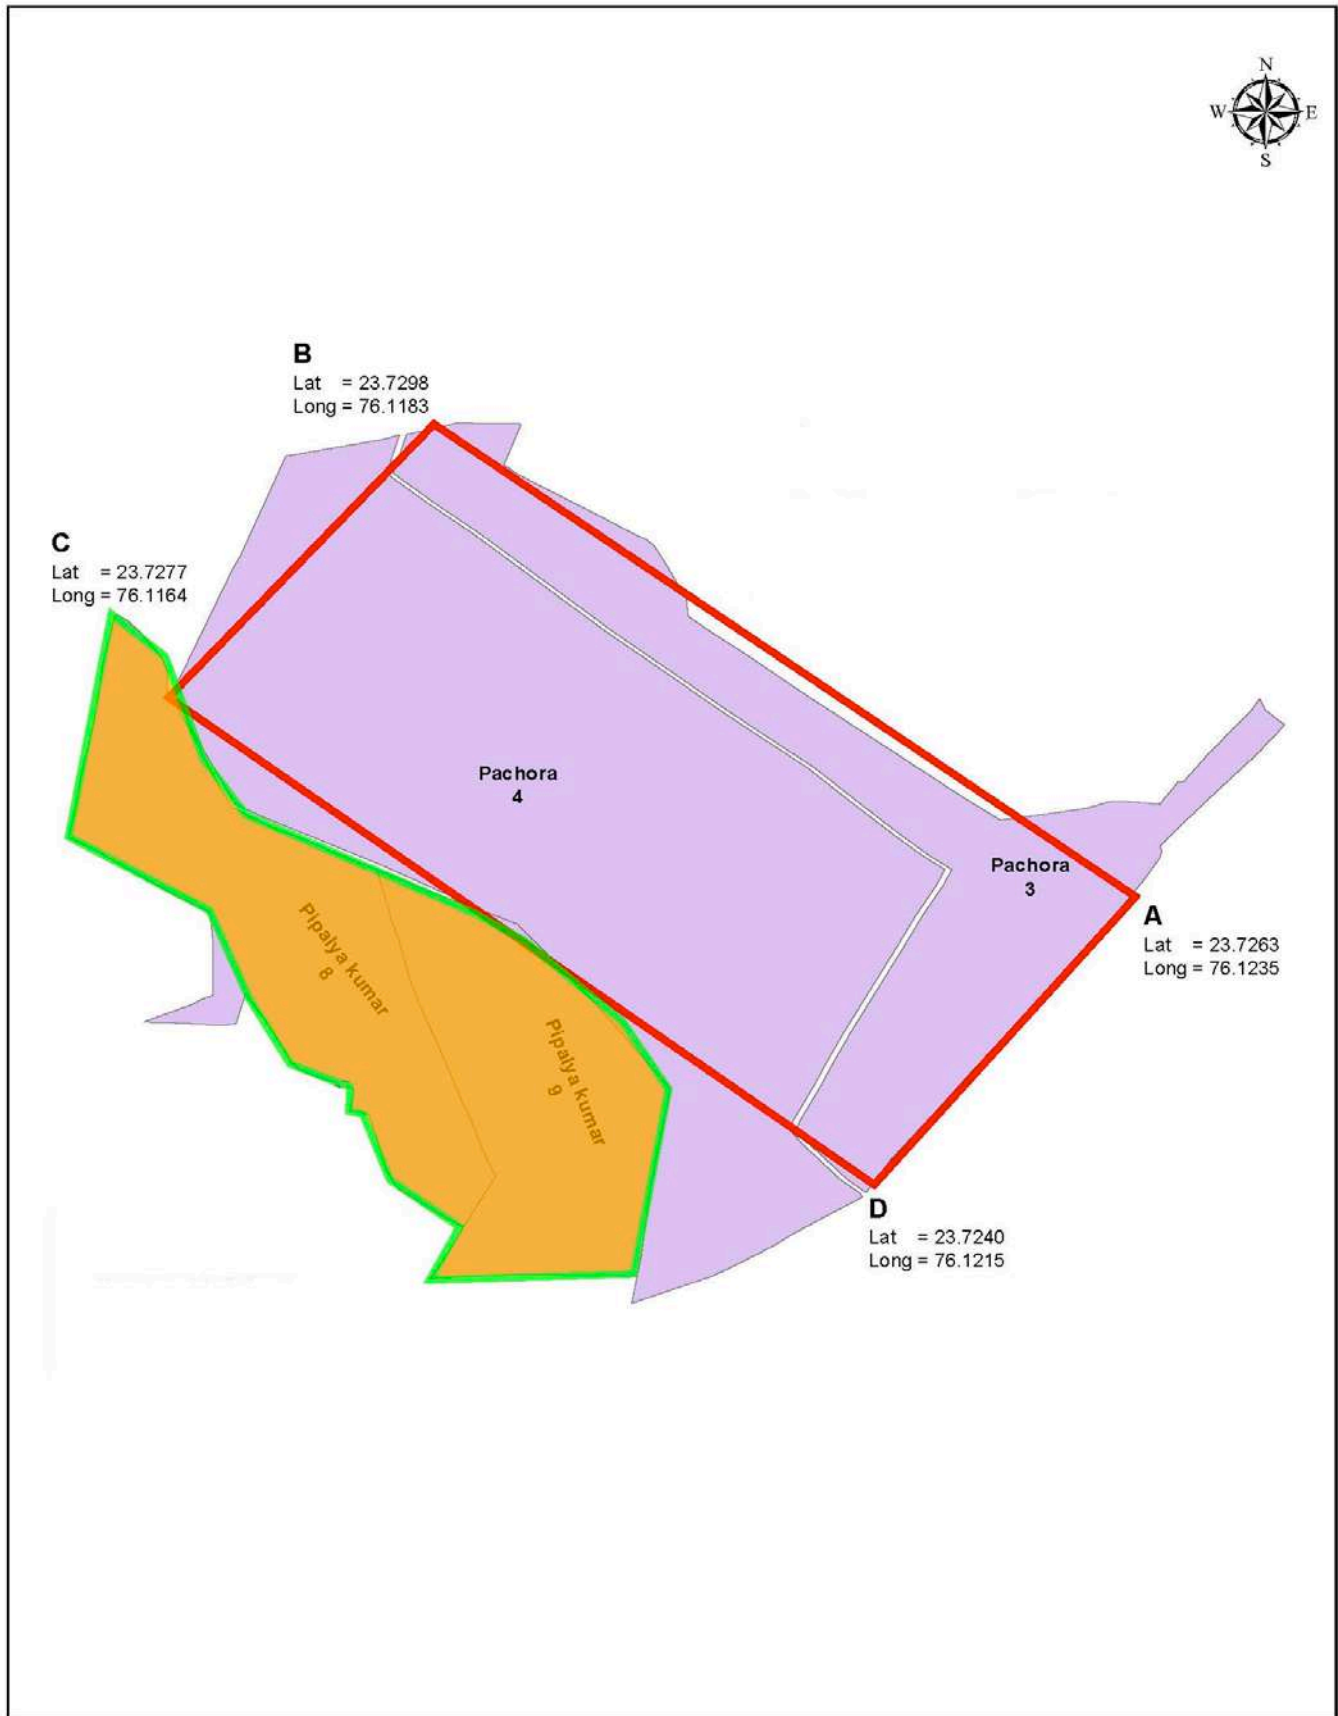 N
W E
S
B
Lat = 23.7298
Long = 76.1183
C
Lat = 23.7277
Long = 76.1164
Pachora
4
Pachora
3
A
Lat = 23.7263
Long = 76.1235
Pipalya kumar
8
Pipalya kumar
9
D
Lat = 23.7240
Long = 76.1215